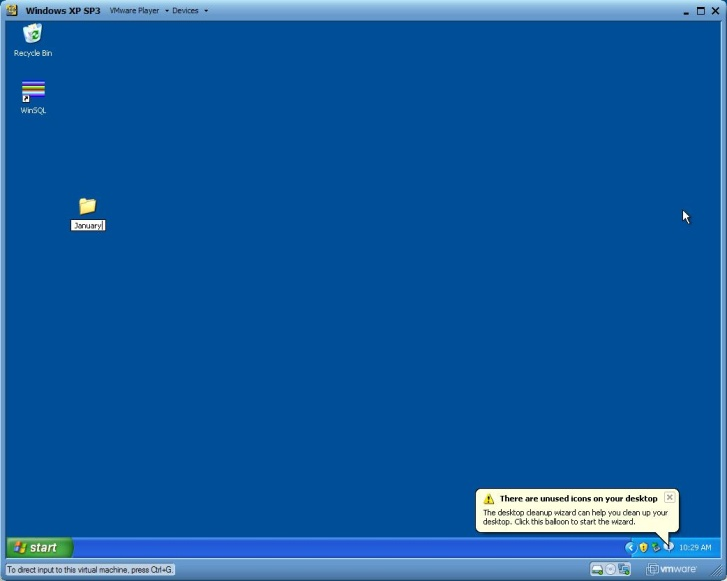 Windows XP SP3 VMware Player Devices
Recycle Bin
WinSQL
January
There are unused icons on your desktop
The desktop cleanup wizard can help you clean up your
desktop. Click this balloon to start the wizard.
start
10:29 AM
To direct input to this virtual machine, press Ctrl+G.
vmware